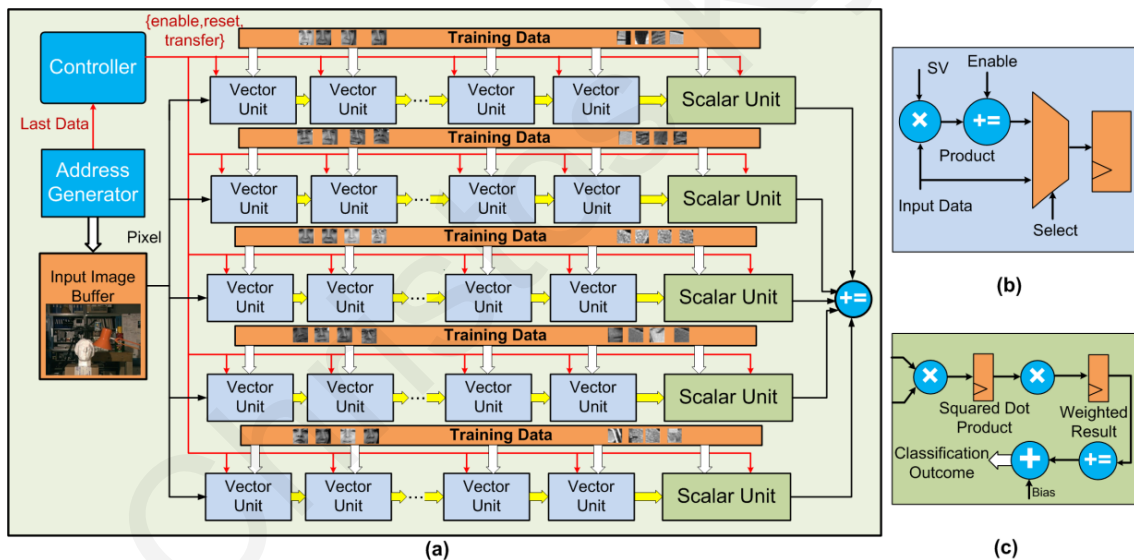 {enable,reset,
transfer}
Controller
Last Data
Address
Generator
Pixel
Input Image
Buffer
Training Data
Vector
Unit
Vector
Unit
...
Vector
Unit
Vector
Unit
Scalar Unit
Training Data
Vector
Unit
Vector
Unit
...
Vector
Unit
Vector
Unit
Scalar Unit
Training Data
Vector
Unit
Vector
Unit
...
Vector
Unit
Vector
Unit
Scalar Unit
Training Data
Vector
Unit
Vector
Unit
...
Vector
Unit
Vector
Unit
Scalar Unit
Training Data
Vector
Unit
Vector
Unit
...
Vector
Unit
Vector
Unit
Scalar Unit
+=
(a)
SV
Enable
×
+=
Product
Input Data
Select
(b)
×
×
Squared Dot
Product
Weighted
Result
Classification
Outcome
+
+=
Bias
(c)
Christos